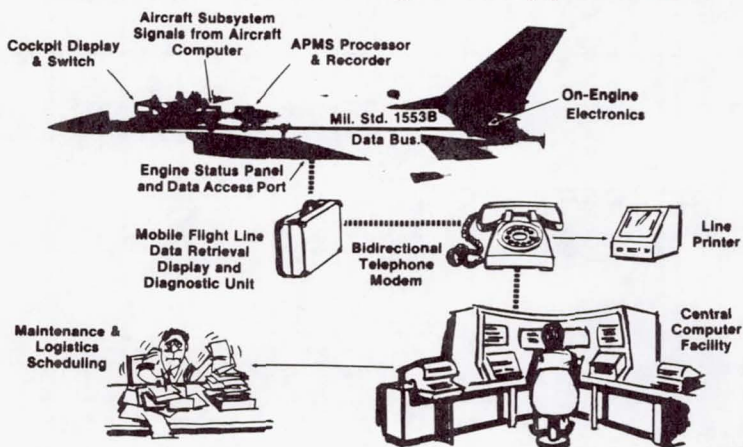 Aircraft Subsystem
Signals from Aircraft
Computer
Cockpit Display
& Switch
APMS Processor
& Recorder
Mil. Std. 1553B
Data Bus.
On-Engine
Electronics
Engine Status Panel
and Data Access Port
Mobile Flight Line
Data Retrieval
Display and
Diagnostic Unit
Bidirectional
Telephone
Modem
Line
Printer
Maintenance &
Logistics
Scheduling
Central
Computer
Facility